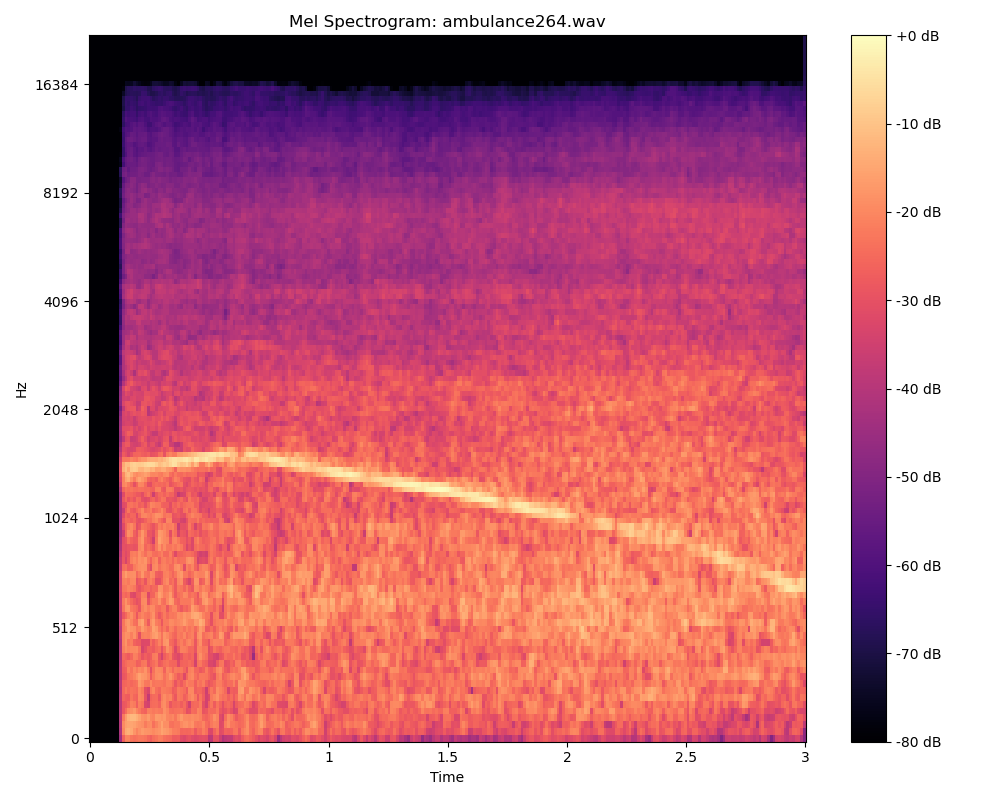 Mel Spectrogram: ambulance264.wav
+0 dB
16384
-10 dB
8192
-20 dB
4096
-30 dB
Hz
-40 dB
2048
-50 dB
1024
-60 dB
512
-70 dB
0
-80 dB
0 0.5 1 1.5 2 2.5 3
Time